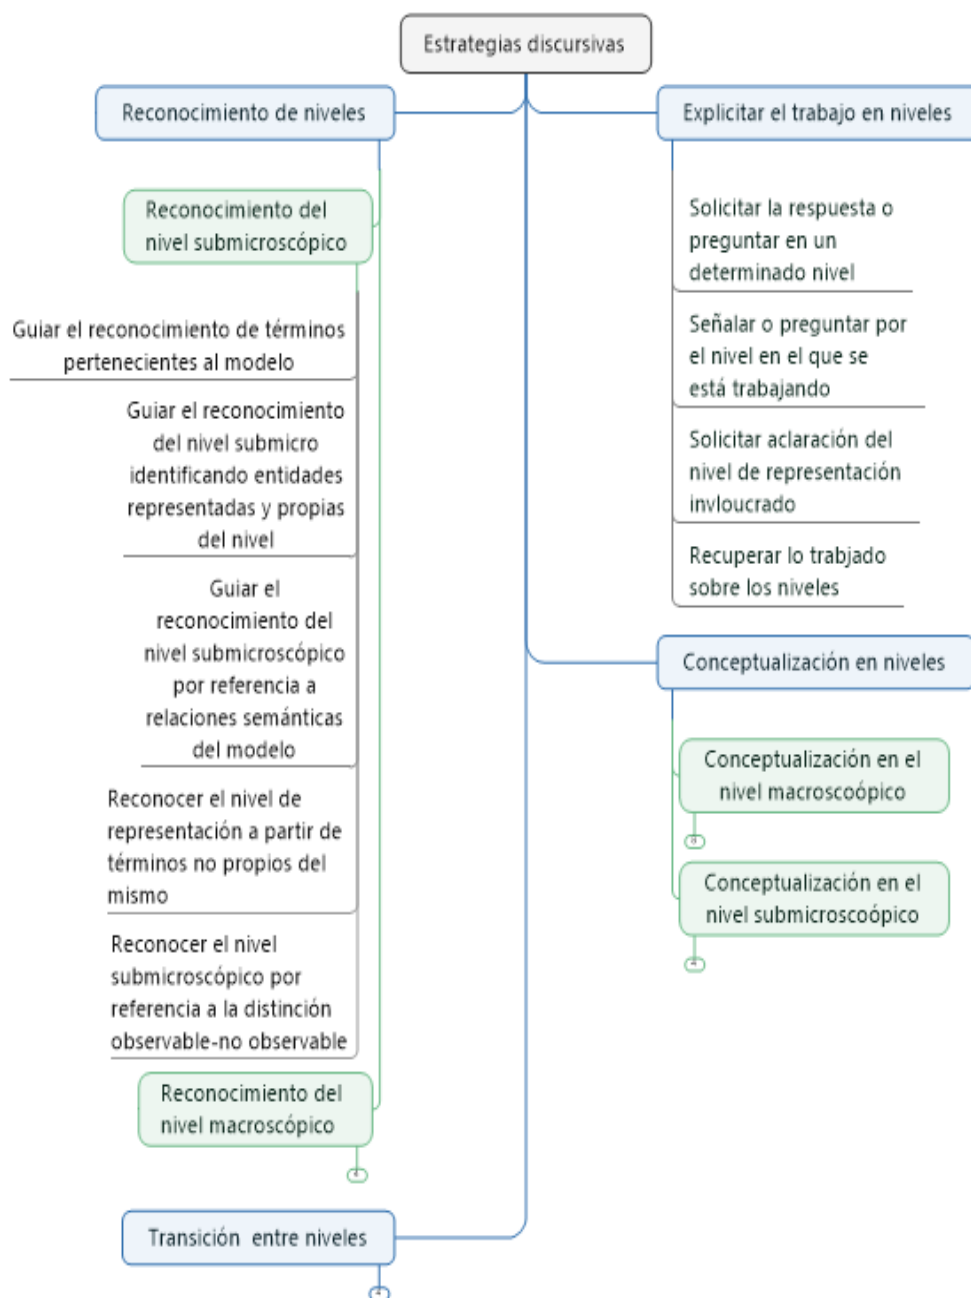 Estrategias discursivas
Reconocimiento de niveles
Reconocimiento del
nivel submicroscópico
Guiar el reconocimiento de términos
pertenecientes al modelo
Guiar el reconocimiento
del nivel submicro
identificando entidades
representadas y propias
del nivel
Guiar el
reconocimiento del
nivel submicroscópico
por referencia a
relaciones semánticas
del modelo
Reconocer el nivel de
representación a partir de
términos no propios del
mismo
Reconocer el nivel
submicroscópico por
referencia a la distinción
observable-no observable
Reconocimiento del
nivel macroscópico
Transición entre niveles
Explicitar el trabajo en niveles
Solicitar la respuesta o
preguntar en un
determinado nivel
Señalar o preguntar por
el nivel en el que se
está trabajando
Solicitar aclaración del
nivel de representación
invloucrado
Recuperar lo trabjado
sobre los niveles
Conceptualización en niveles
Conceptualización en el
nivel macroscoópico
Conceptualización en el
nivel submicroscoópico